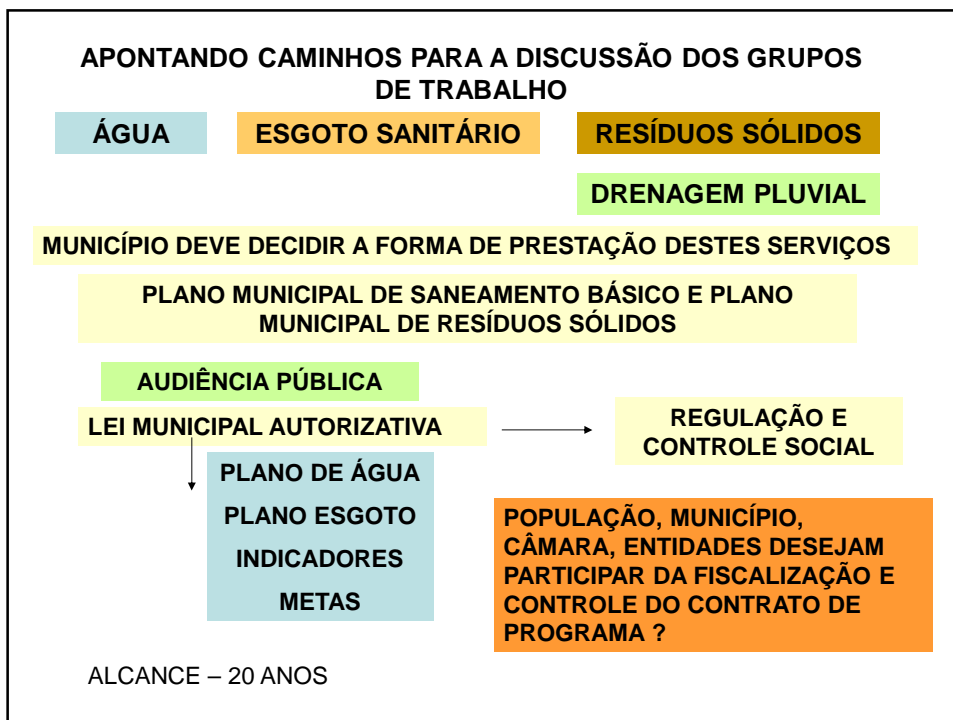 APONTANDO CAMINHOS PARA A DISCUSSÃO DOS GRUPOS
DE TRABALHO
ÁGUA
ESGOTO SANITÁRIO
RESÍDUOS SÓLIDOS
DRENAGEM PLUVIAL
MUNICÍPIO DEVE DECIDIR A FORMA DE PRESTAÇÃO DESTES SERVIÇOS
PLANO MUNICIPAL DE SANEAMENTO BÁSICO E PLANO
MUNICIPAL DE RESÍDUOS SÓLIDOS
AUDIÊNCIA PÚBLICA
LEI MUNICIPAL AUTORIZATIVA
REGULAÇÃO E
CONTROLE SOCIAL
PLANO DE ÁGUA
PLANO ESGOTO
INDICADORES
METAS
POPULAÇÃO, MUNICÍPIO,
CÂMARA, ENTIDADES DESEJAM
PARTICIPAR DA FISCALIZAÇÃO E
CONTROLE DO CONTRATO DE
PROGRAMA ?
ALCANCE – 20 ANOS